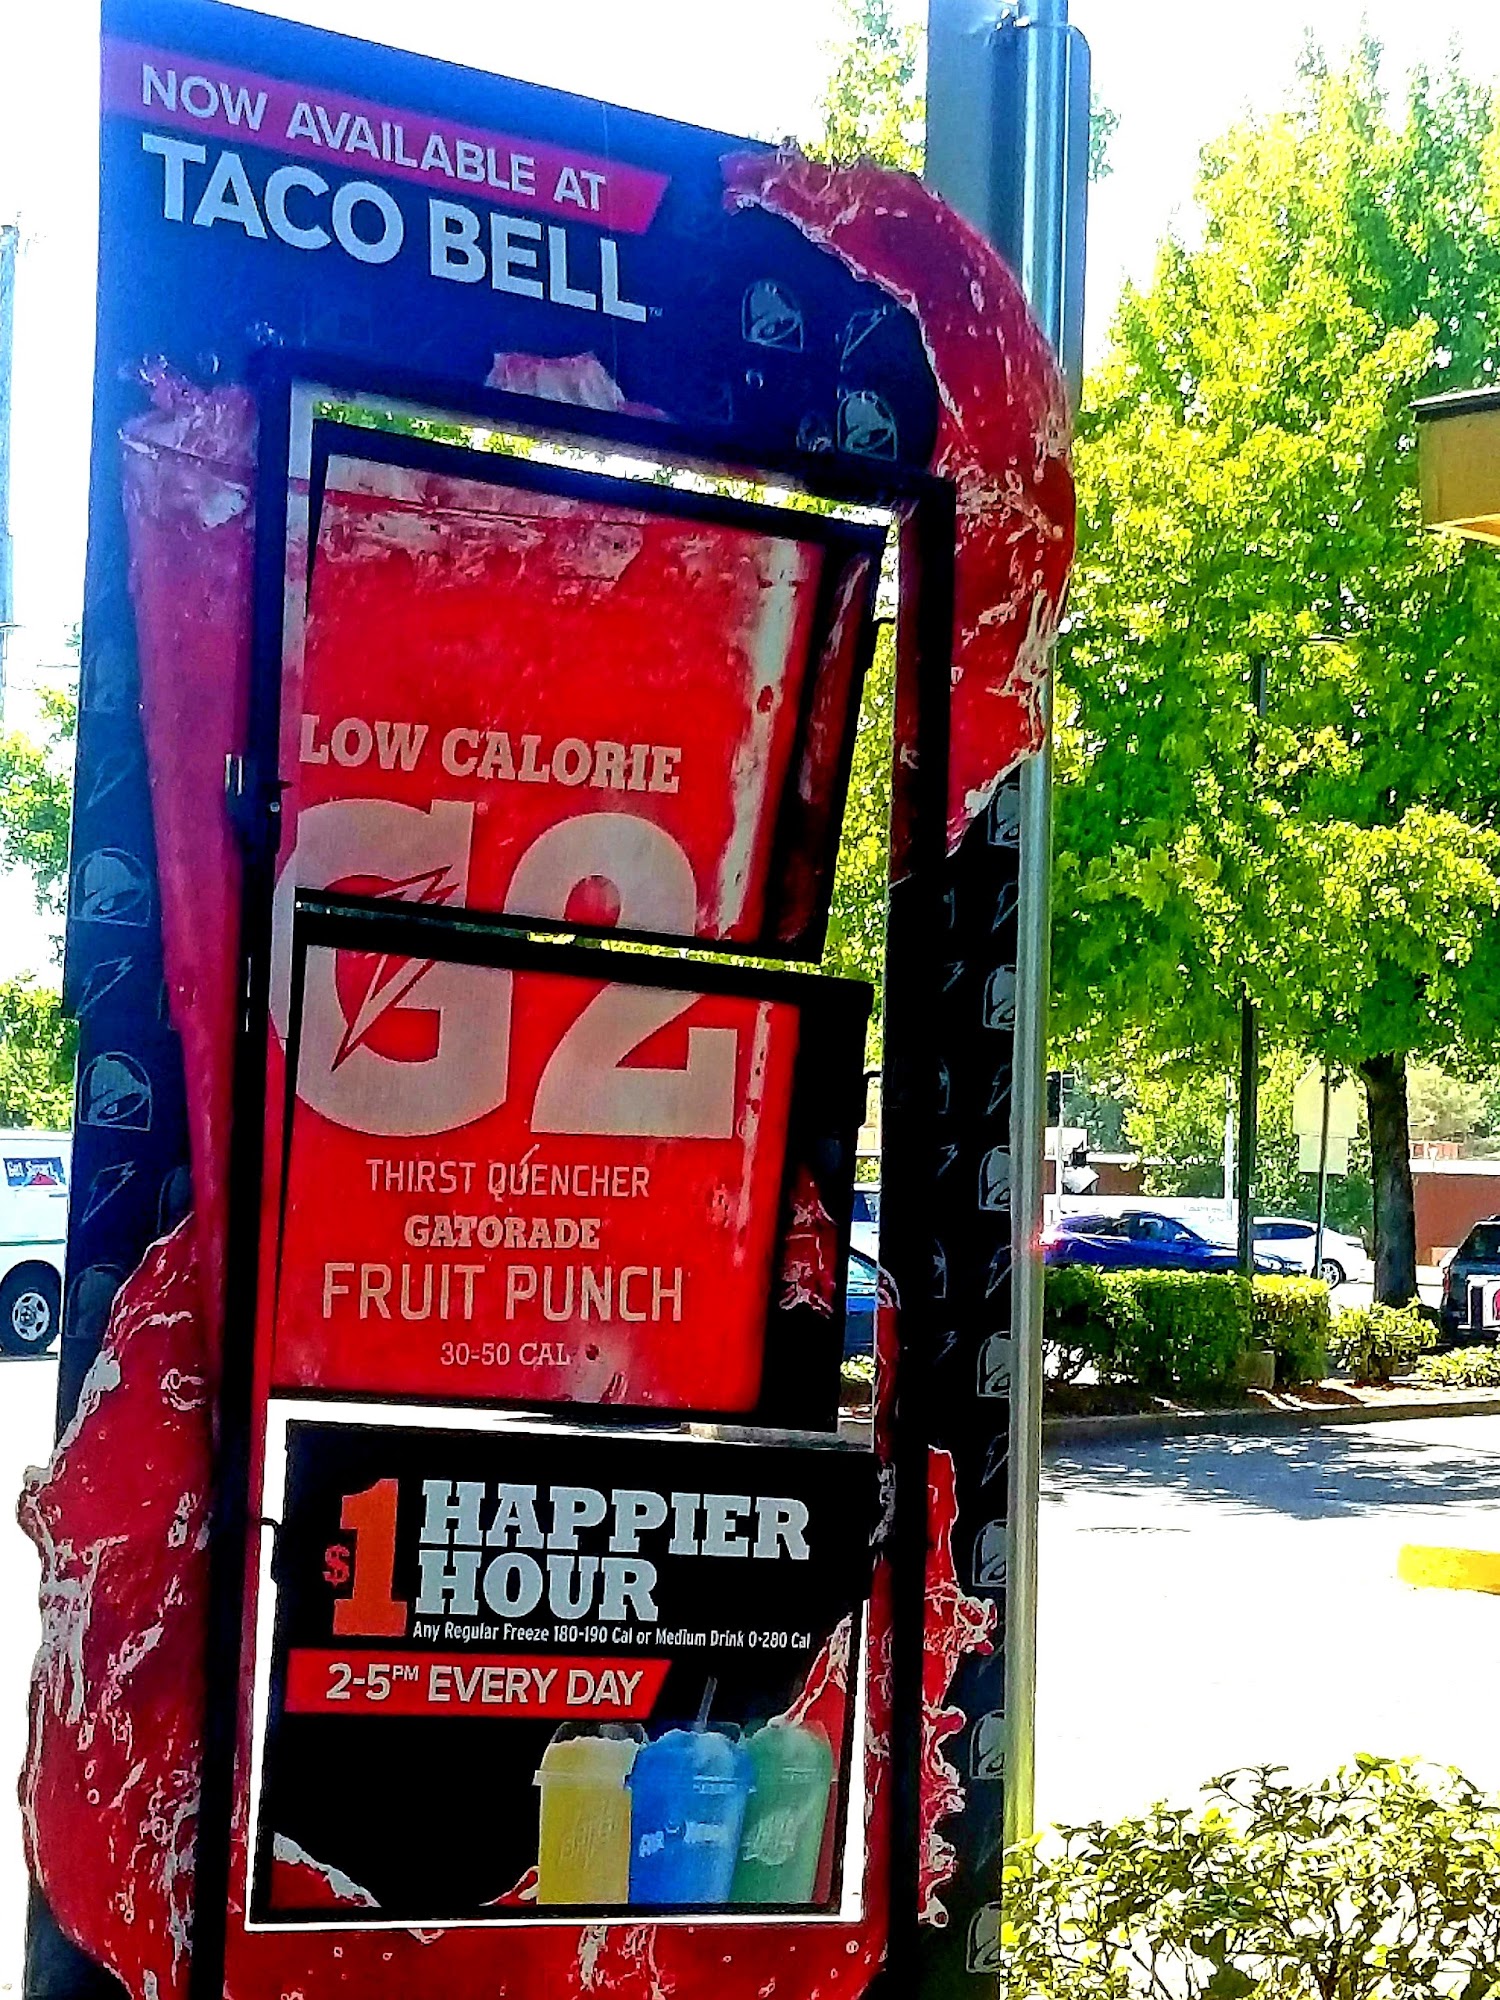 NOW AVAILABLE AT
TACO BELL™
LOW CALORIE
G2
THIRST QUENCHER
GATORADE
FRUIT PUNCH
30-50 CAL
$1 HAPPIER
HOUR
Any Regular Freeze 180-190 Cal or Medium Drink 0-280 Cal
2-5PM EVERY DAY